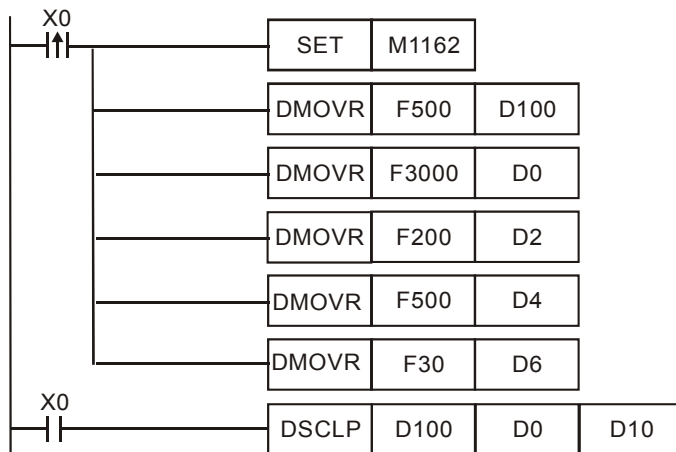 X0
SET M1162
DMOVR F500 D100
DMOVR F3000 D0
DMOVR F200 D2
DMOVR F500 D4
DMOVR F30 D6
X0
DSCLP D100 D0 D10